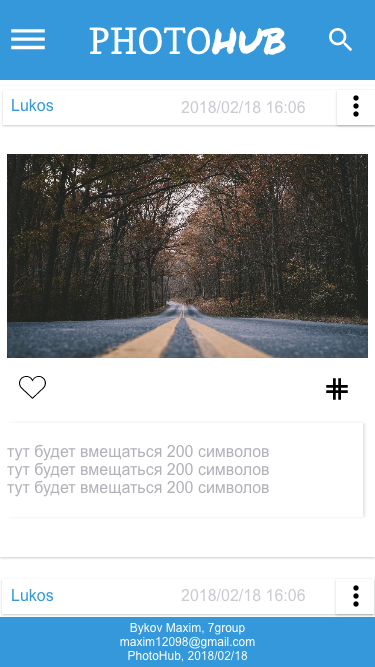 PHOTOHUB
Lukos 2018/02/18 16:06
тут будет вмещаться 200 символов
тут будет вмещаться 200 символов
тут будет вмещаться 200 символов
Lukos 2018/02/18 16:06
Bykov Maxim, 7group
maxim12098@gmail.com
PhotoHub, 2018/02/18